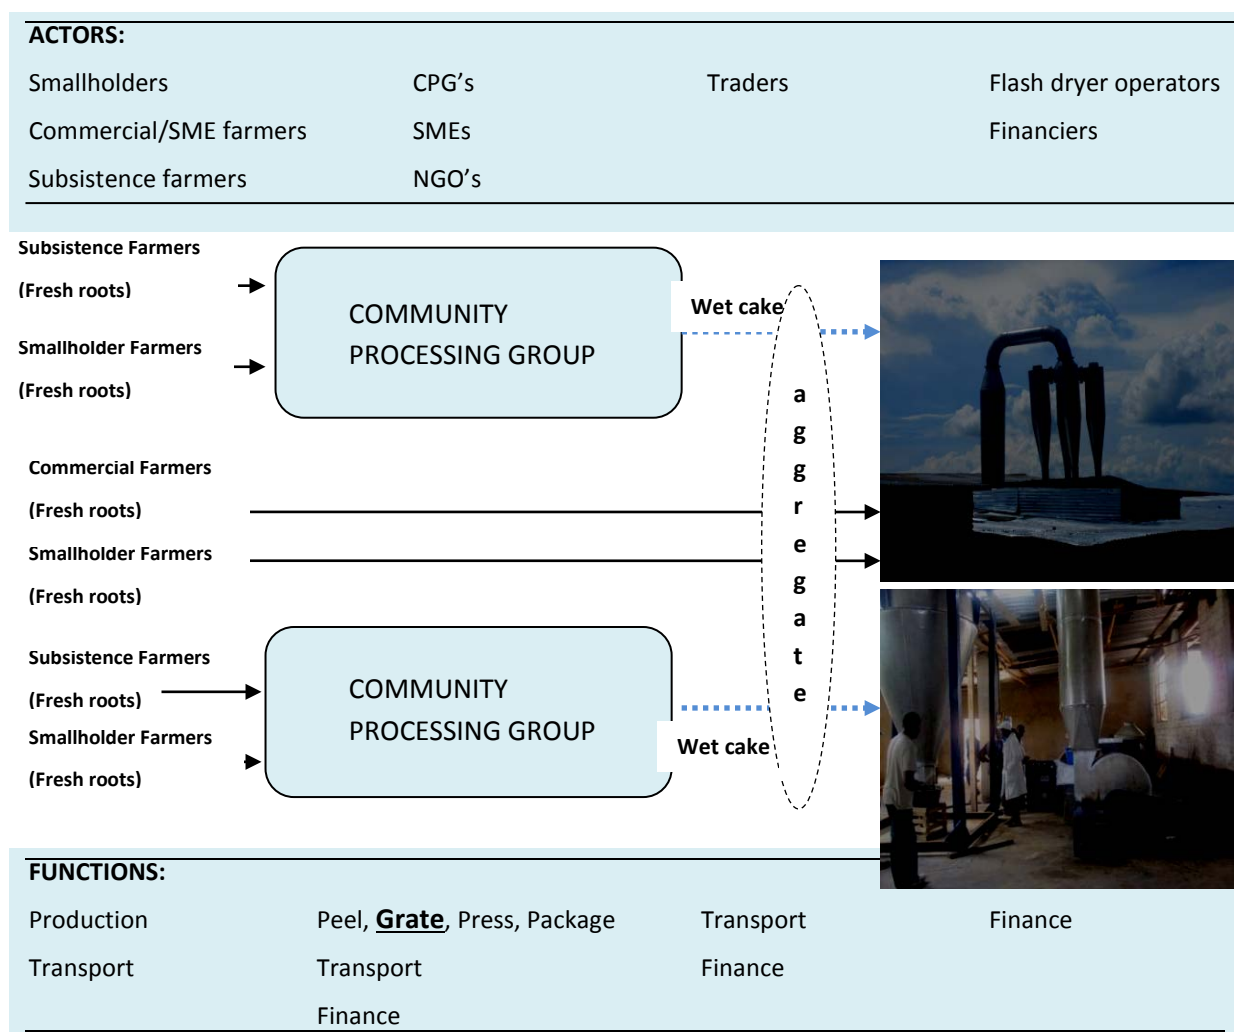 ACTORS:
Smallholders CPG's Traders Flash dryer operators
Commercial/SME farmers SMEs Financiers
Subsistence farmers NGO's
Subsistence Farmers
(Fresh roots)
Smallholder Farmers
(Fresh roots)
COMMUNITY
PROCESSING GROUP
Wet cake
Commercial Farmers
(Fresh roots)
Smallholder Farmers
(Fresh roots)
aggregate
Subsistence Farmers
(Fresh roots)
Smallholder Farmers
(Fresh roots)
COMMUNITY
PROCESSING GROUP
Wet cake
FUNCTIONS:
Production Peel, Grate, Press, Package Transport Finance
Transport Transport Finance
Finance